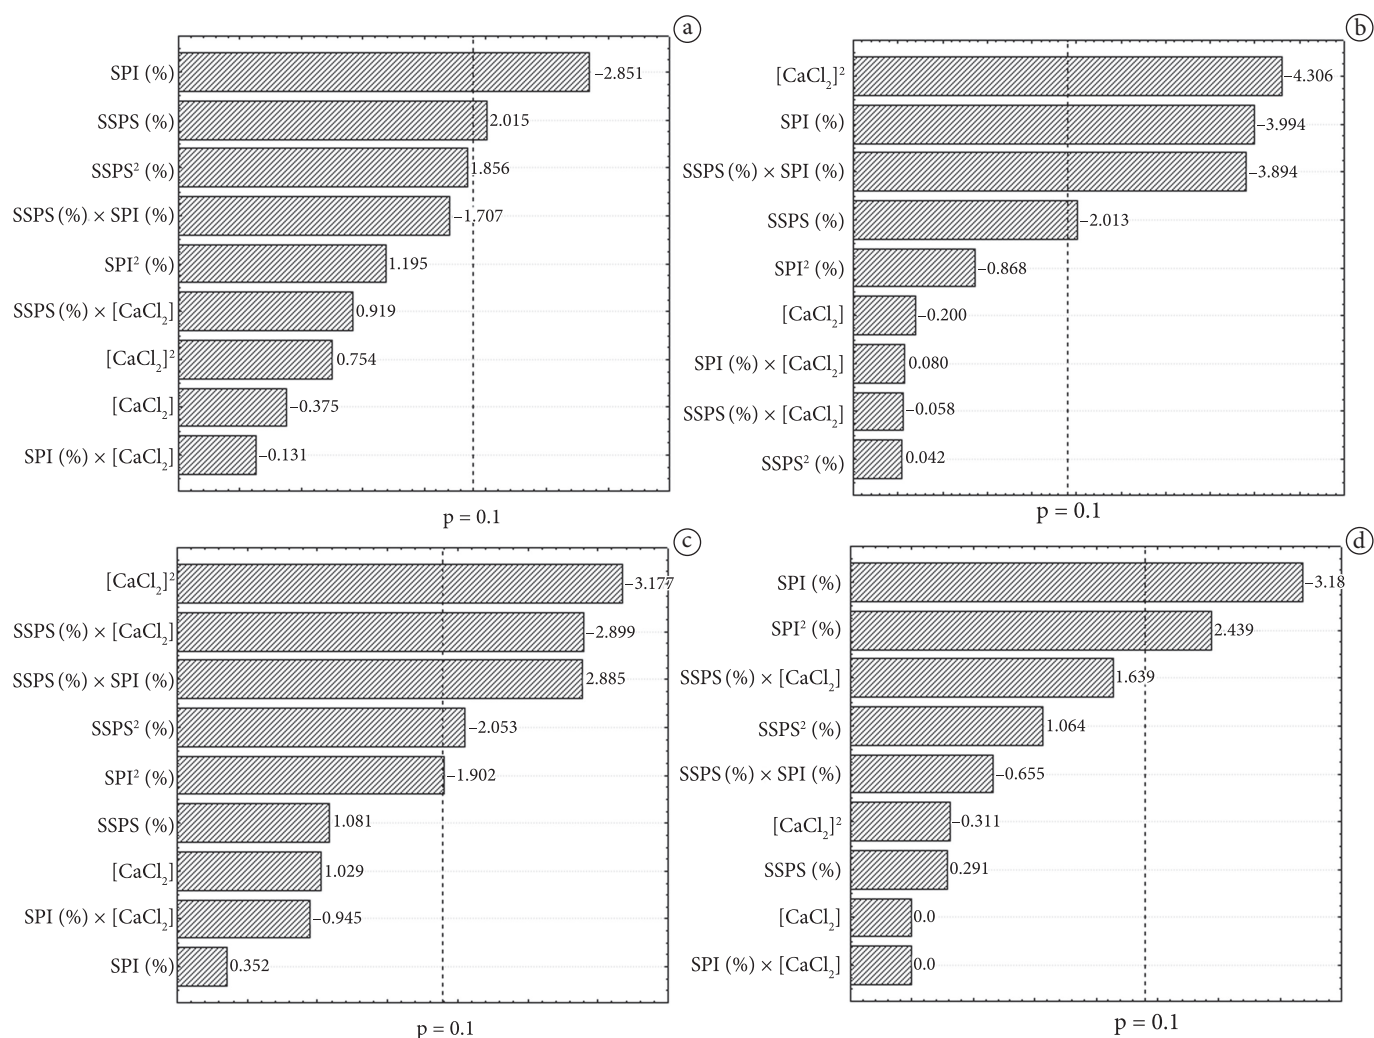 a
SPI (%) –2.851
SSPS (%) 2.015
SSPS² (%) 1.856
SSPS (%) × SPI (%) –1.707
SPI² (%) 1.195
SSPS (%) × [CaCl₂] 0.919
[CaCl₂]² 0.754
[CaCl₂] –0.375
SPI (%) × [CaCl₂] –0.131
p = 0.1
b
[CaCl₂]² –4.306
SPI (%) –3.994
SSPS (%) × SPI (%) –3.894
SSPS (%) –2.013
SPI² (%) –0.868
[CaCl₂] –0.200
SPI (%) × [CaCl₂] 0.080
SSPS (%) × [CaCl₂] –0.058
SSPS² (%) 0.042
p = 0.1
c
[CaCl₂]² –3.177
SSPS (%) × [CaCl₂] –2.899
SSPS (%) × SPI (%) 2.885
SSPS² (%) –2.053
SPI² (%) –1.902
SSPS (%) 1.081
[CaCl₂] 1.029
SPI (%) × [CaCl₂] –0.945
SPI (%) 0.352
p = 0.1
d
SPI (%) –3.18
SPI² (%) 2.439
SSPS (%) × [CaCl₂] 1.639
SSPS² (%) 1.064
SSPS (%) × SPI (%) –0.655
[CaCl₂]² –0.311
SSPS (%) 0.291
[CaCl₂] 0.0
SPI (%) × [CaCl₂] 0.0
p = 0.1